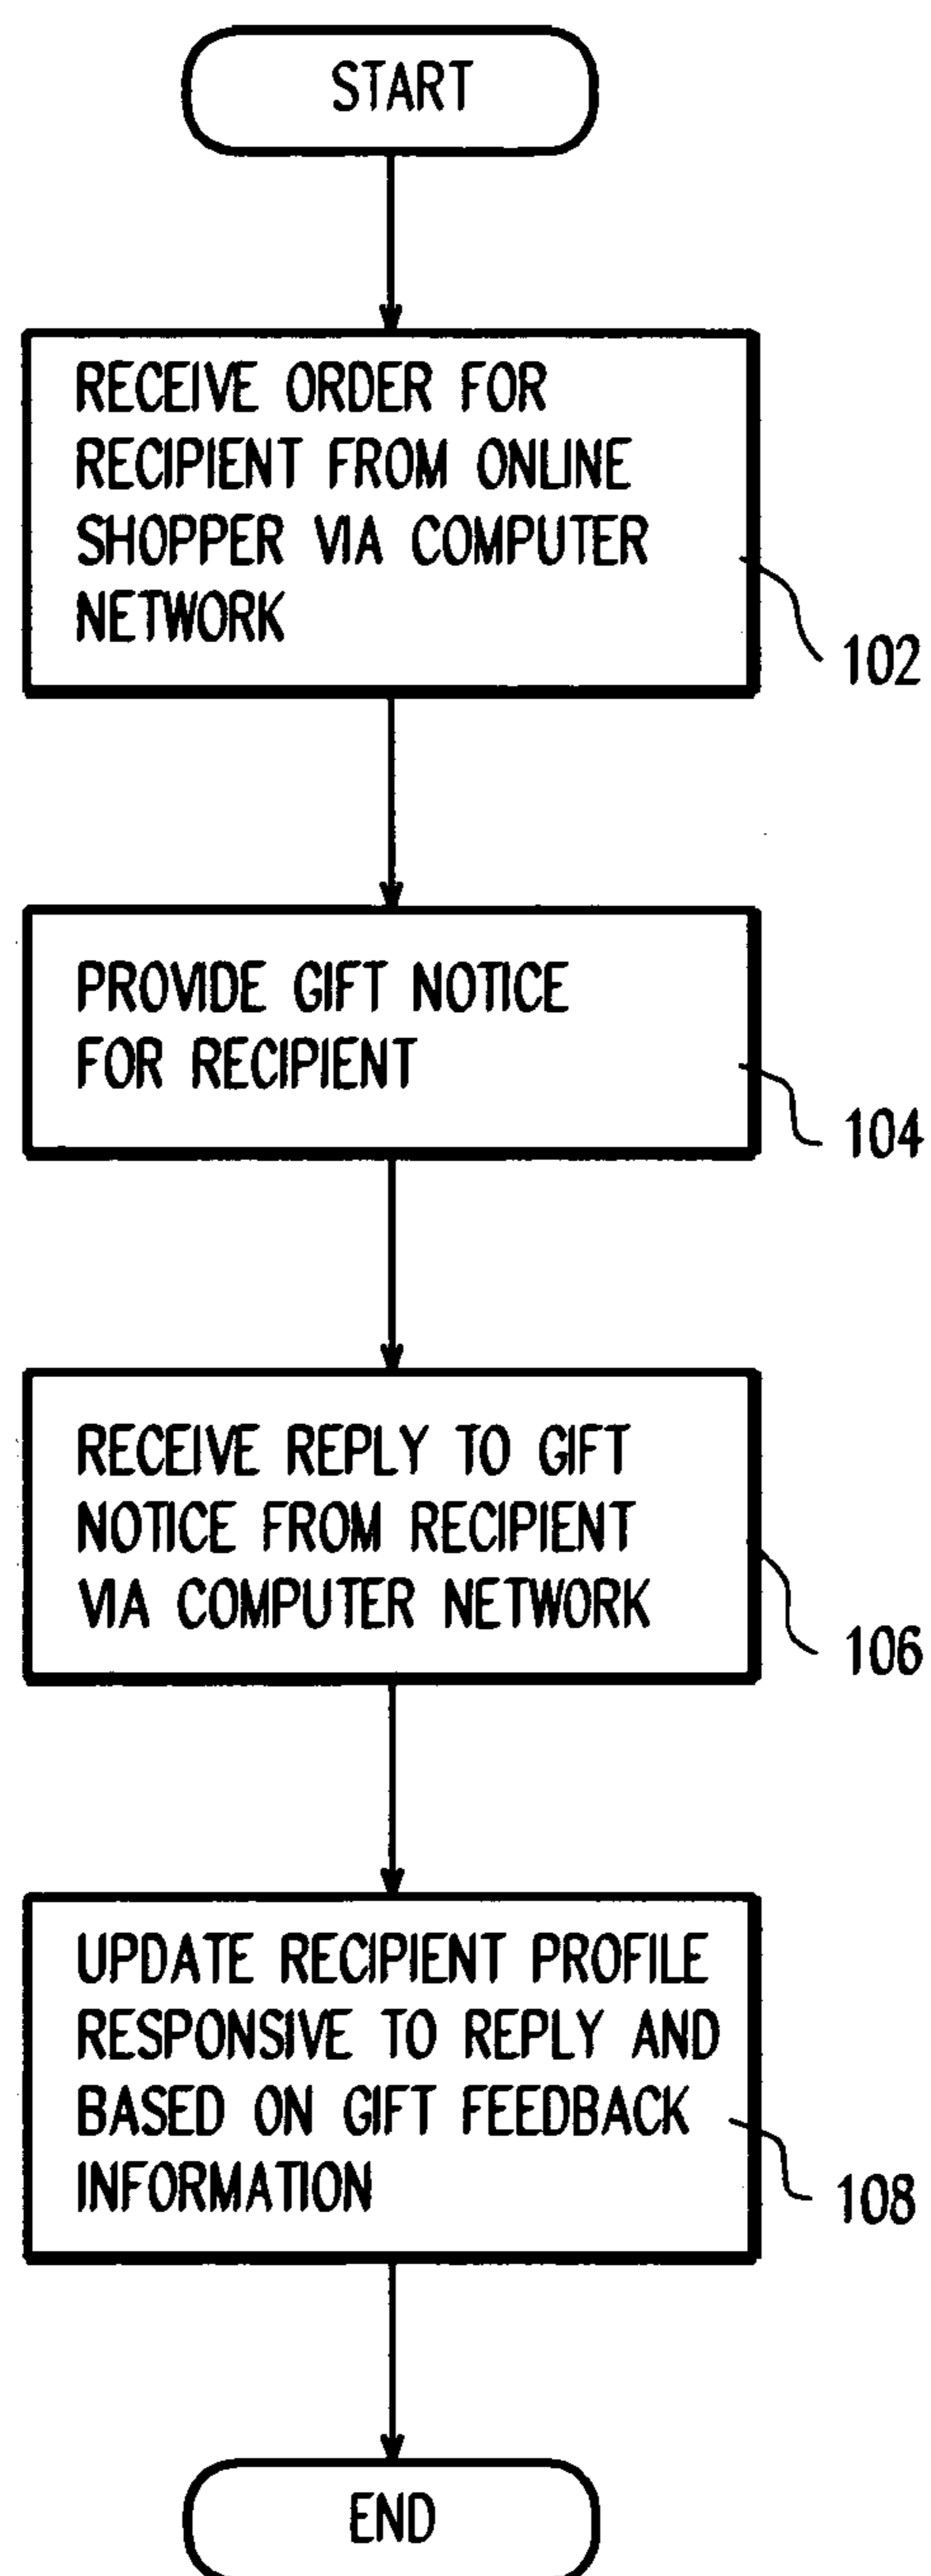 START
RECEIVE ORDER FOR
RECIPIENT FROM ONLINE
SHOPPER VIA COMPUTER
NETWORK
102
PROVIDE GIFT NOTICE
FOR RECIPIENT
104
RECEIVE REPLY TO GIFT
NOTICE FROM RECIPIENT
VIA COMPUTER NETWORK
106
UPDATE RECIPIENT PROFILE
RESPONSIVE TO REPLY AND
BASED ON GIFT FEEDBACK
INFORMATION
108
END